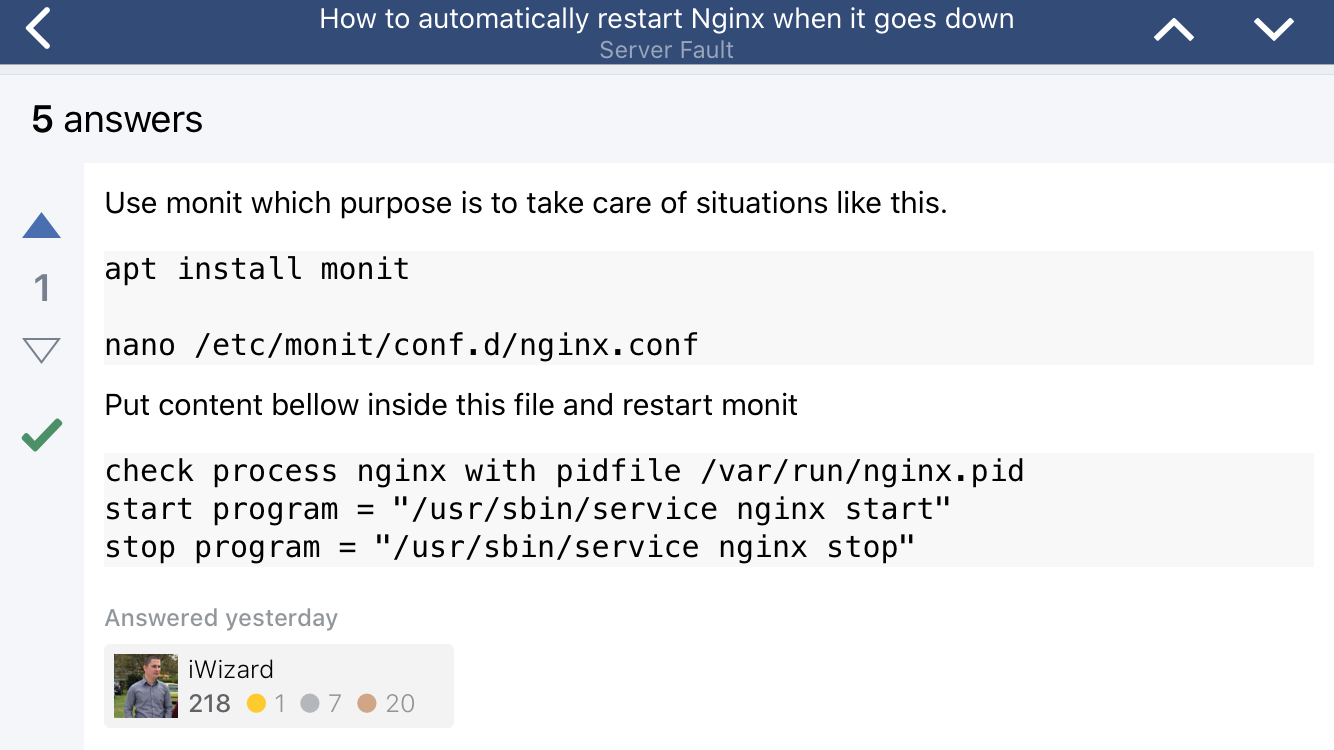 How to automatically restart Nginx when it goes down
Server Fault
5 answers
Use monit which purpose is to take care of situations like this.
apt install monit
1
nano /etc/monit/conf.d/nginx.conf
Put content bellow inside this file and restart monit
check process nginx with pidfile /var/run/nginx.pid
start program = "/usr/sbin/service nginx start"
stop program = "/usr/sbin/service nginx stop"
Answered yesterday
iWizard
218 1 7 20